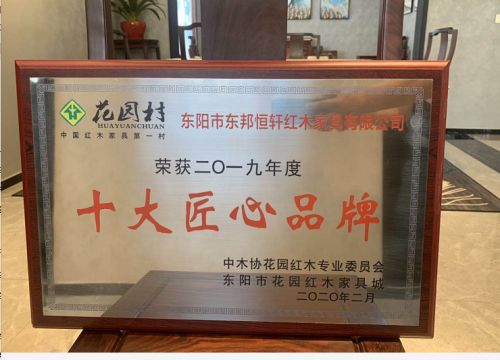 花园村
HUAYUANCHUAN
中国红木家具第一村
东阳市东邦恒轩红木家具有限公司
荣获二〇一九年度
十大匠心品牌
中木协花园红木专业委员会
东阳市花园红木家具城
二〇二〇年二月